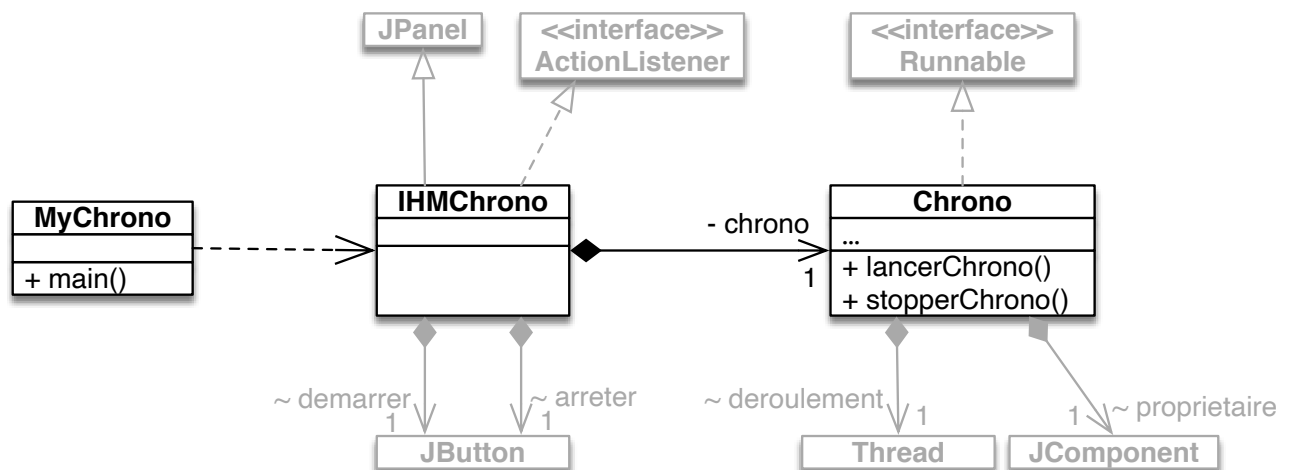 JPanel
<<interface>>
ActionListener
<<interface>>
Runnable
MyChrono
+ main()
IHMChrono
- chrono
1
Chrono
...
+ lancerChrono()
+ stopperChrono()
~ demarrer
1
~ arreter
1
JButton
~ deroulement
1
Thread
1
~ proprietaire
JComponent